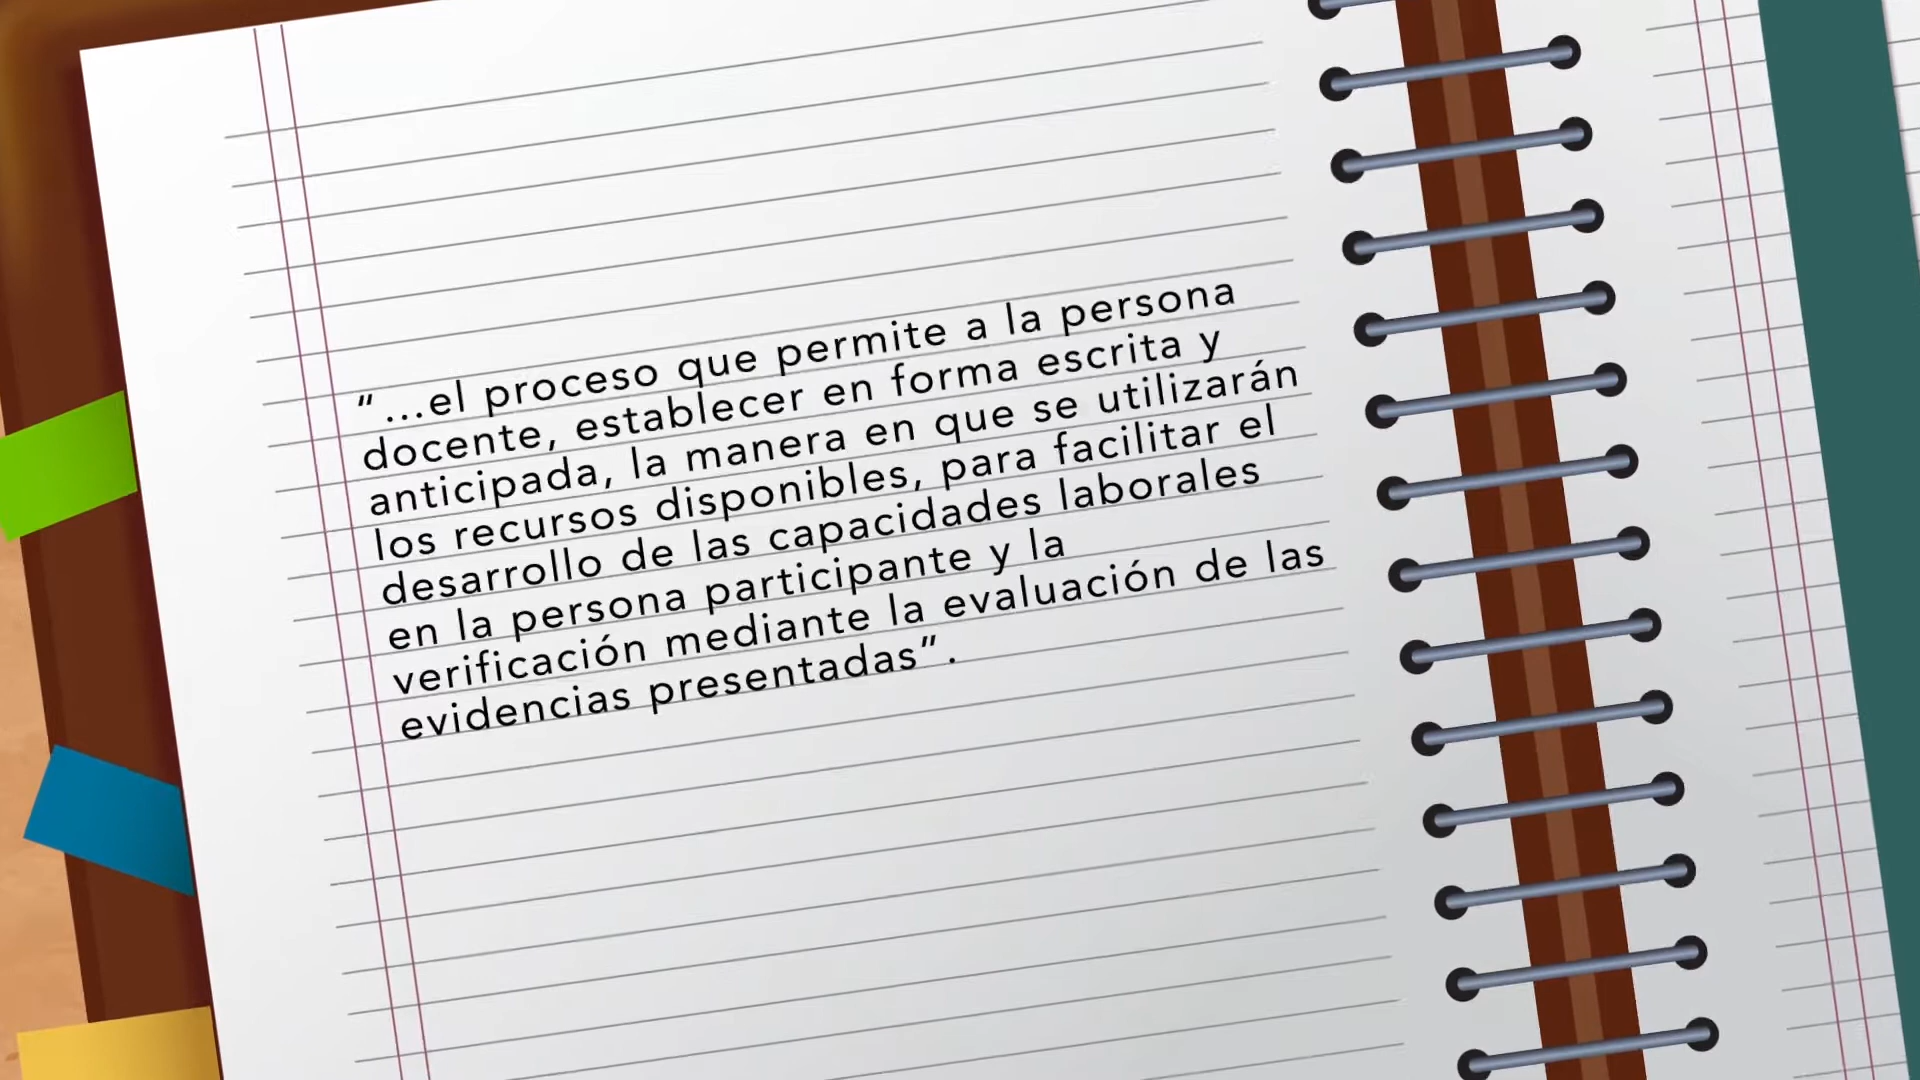 “...el proceso que permite a la persona
docente, establecer en forma escrita y
anticipada, la manera en que se utilizarán
los recursos disponibles, para facilitar el
desarrollo de las capacidades laborales
en la persona participante y la
verificación mediante la evaluación de las
evidencias presentadas”.